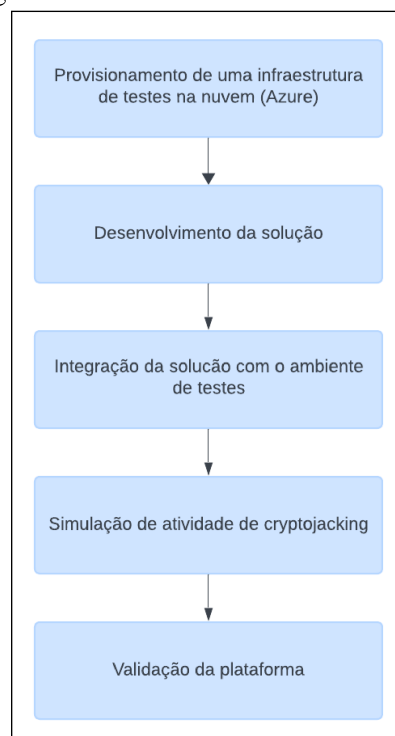 Provisionamento de uma infraestrutura
de testes na nuvem (Azure)
Desenvolvimento da solução
Integração da solucão com o ambiente
de testes
Simulação de atividade de cryptojacking
Validação da plataforma